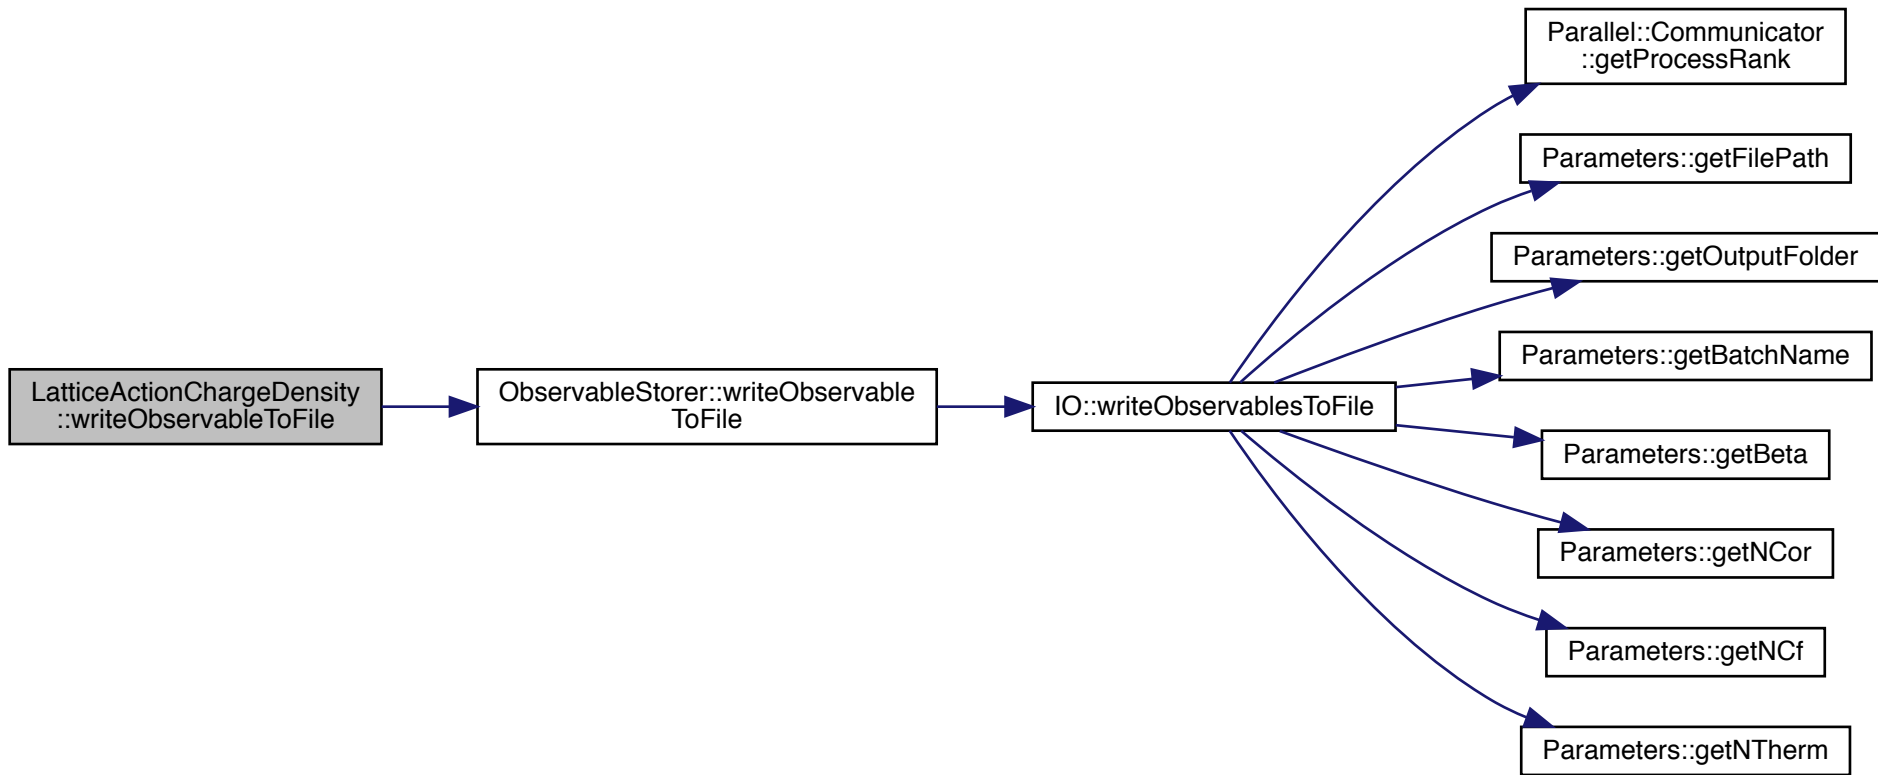 LatticeActionChargeDensity
::writeObservableToFile
ObservableStorer::writeObservable
ToFile
IO::writeObservablesToFile
Parallel::Communicator
::getProcessRank
Parameters::getFilePath
Parameters::getOutputFolder
Parameters::getBatchName
Parameters::getBeta
Parameters::getNCor
Parameters::getNCf
Parameters::getNTherm